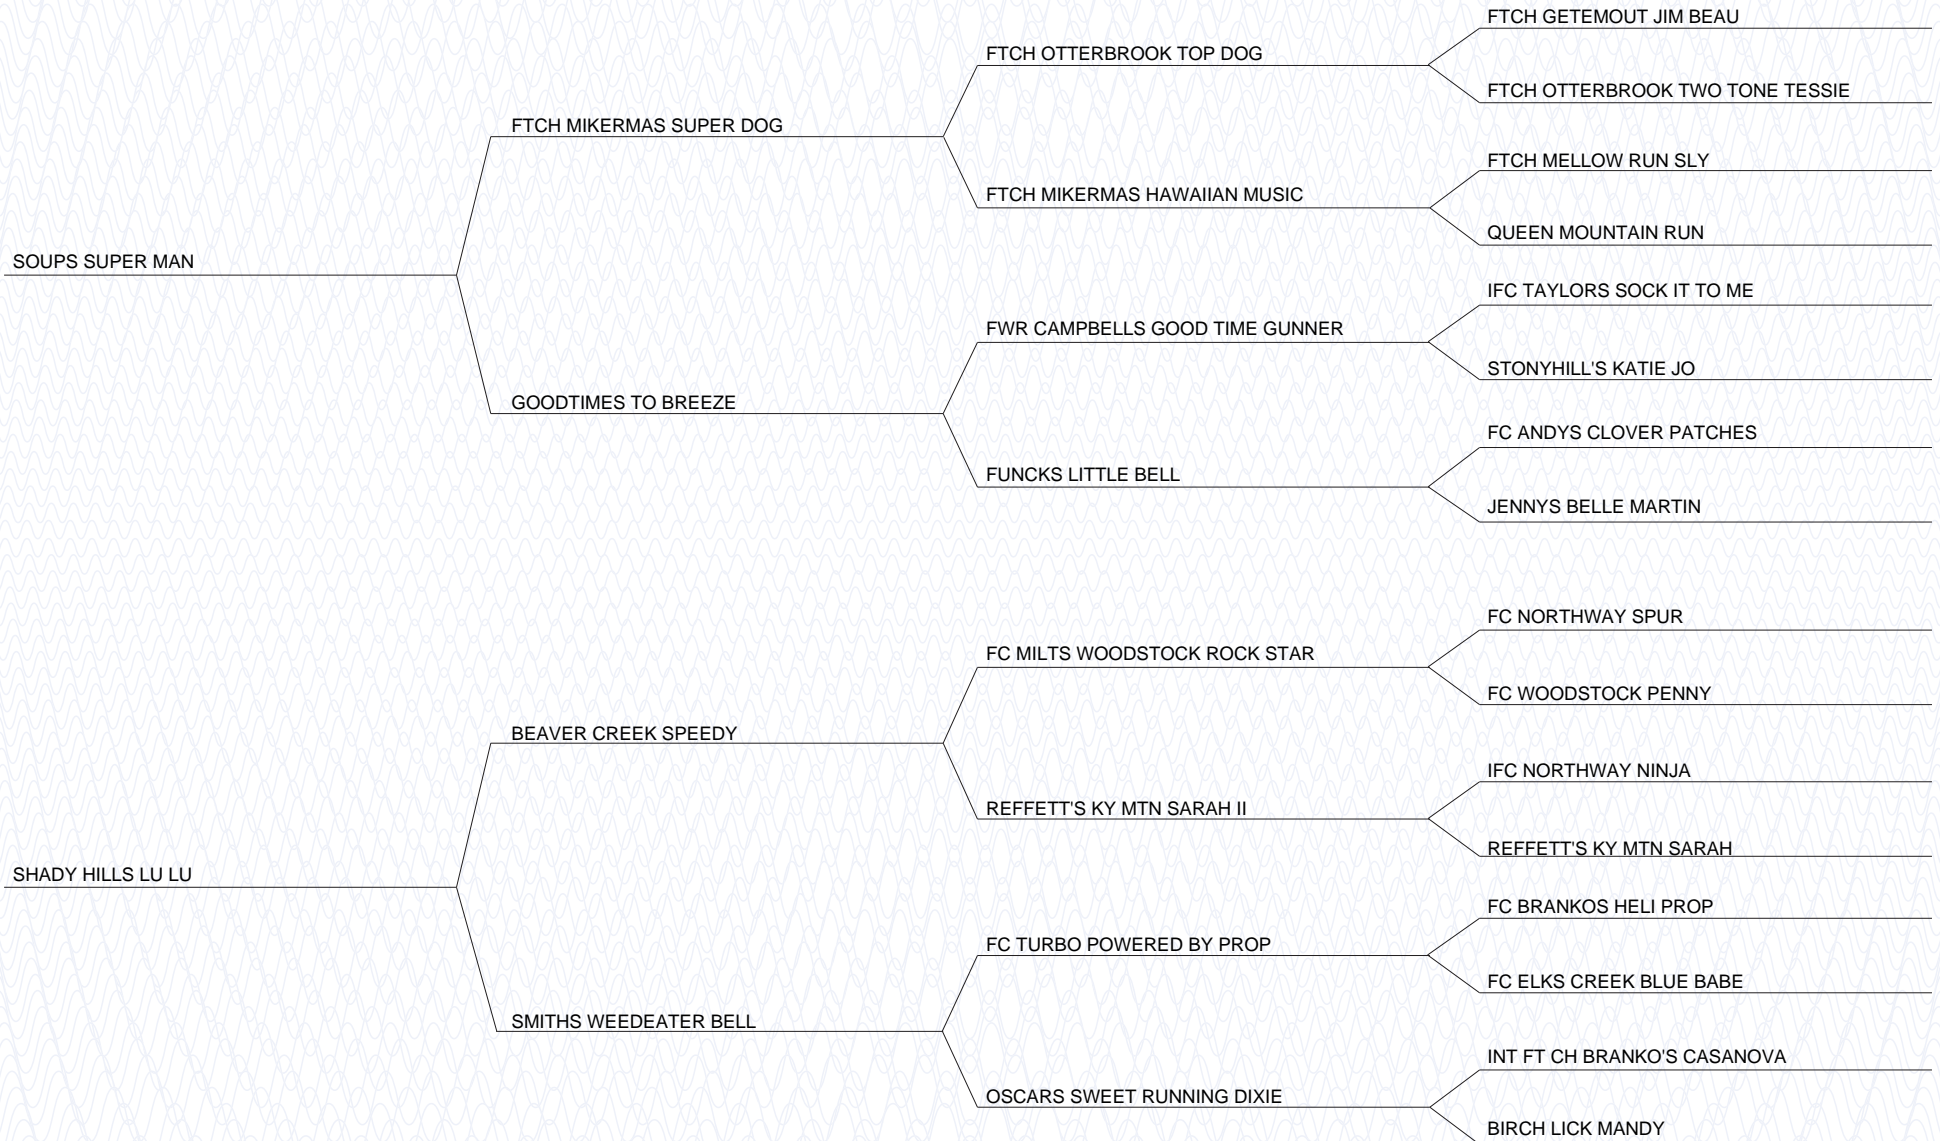 FTCH GETEMOUT JIM BEAU
FTCH OTTERBROOK TOP DOG
FTCH OTTERBROOK TWO TONE TESSIE
FTCH MIKERMAS SUPER DOG
FTCH MELLOW RUN SLY
FTCH MIKERMAS HAWAIIAN MUSIC
QUEEN MOUNTAIN RUN
SOUPS SUPER MAN
IFC TAYLORS SOCK IT TO ME
FWR CAMPBELLS GOOD TIME GUNNER
STONYHILL'S KATIE JO
GOODTIMES TO BREEZE
FC ANDYS CLOVER PATCHES
FUNCKS LITTLE BELL
JENNYS BELLE MARTIN
FC NORTHWAY SPUR
FC MILTS WOODSTOCK ROCK STAR
FC WOODSTOCK PENNY
BEAVER CREEK SPEEDY
IFC NORTHWAY NINJA
REFFETT'S KY MTN SARAH II
REFFETT'S KY MTN SARAH
SHADY HILLS LU LU
FC BRANKOS HELI PROP
FC TURBO POWERED BY PROP
FC ELKS CREEK BLUE BABE
SMITHS WEEDEATER BELL
INT FT CH BRANKO'S CASANOVA
OSCARS SWEET RUNNING DIXIE
BIRCH LICK MANDY